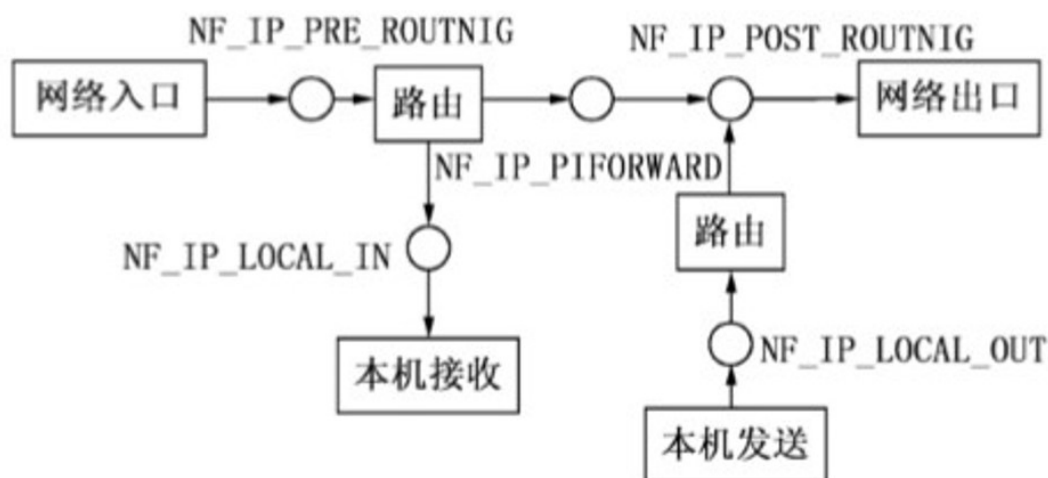 NF_IP_PRE_ROUTNIG
NF_IP_POST_ROUTNIG
网络入口
路由
网络出口
NF_IP_PIFORWARD
路由
NF_IP_LOCAL_IN
NF_IP_LOCAL_OUT
本机接收
本机发送